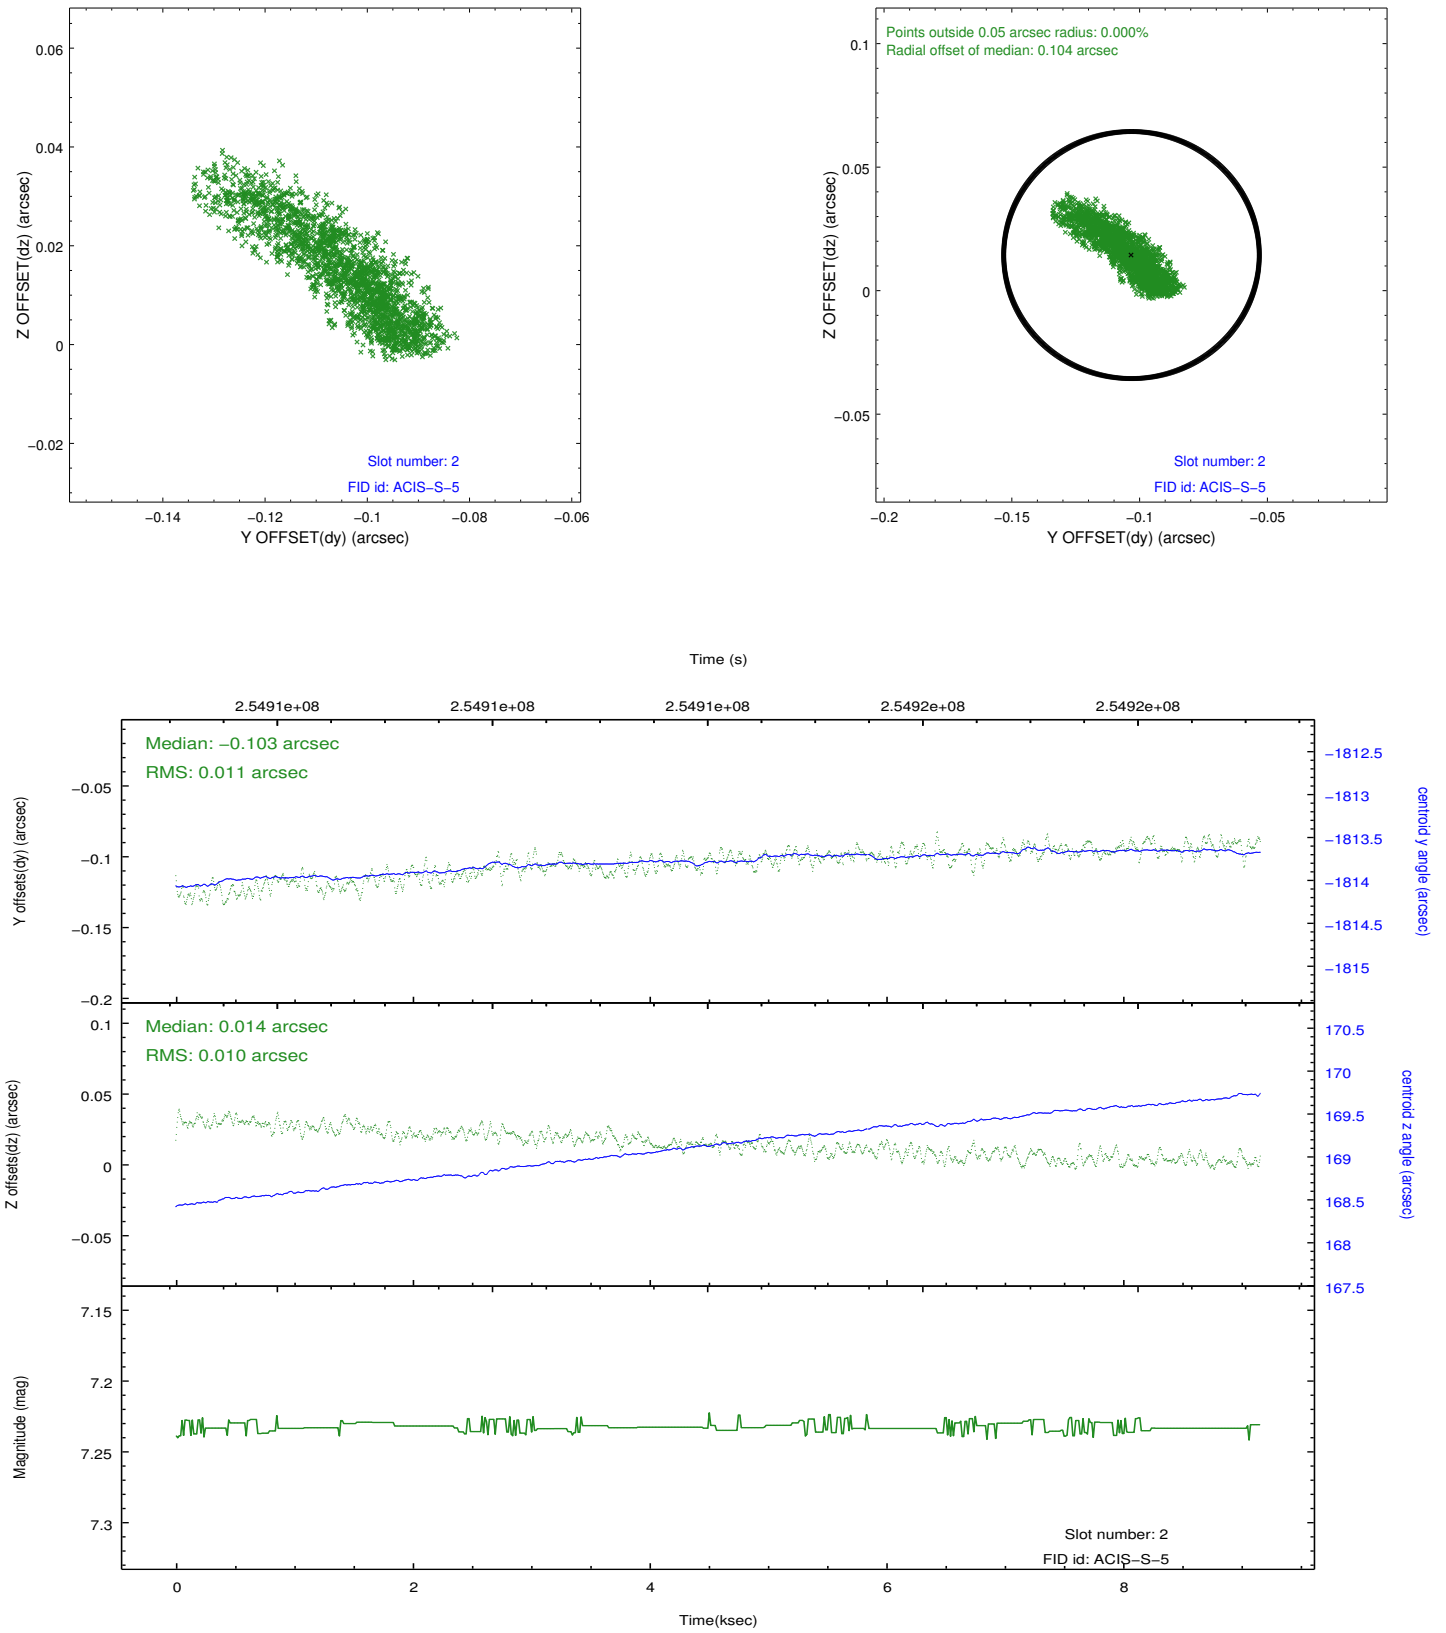 0.06
0.04
0.02
0
−0.02
Z OFFSET(dz) (arcsec)
Slot number: 2
FID id: ACIS−S−5
−0.14
−0.12
−0.1
−0.08
−0.06
Y OFFSET(dy) (arcsec)
Points outside 0.05 arcsec radius: 0.000%
Radial offset of median: 0.104 arcsec
0.1
0.05
0
−0.05
Z OFFSET(dz) (arcsec)
Slot number: 2
FID id: ACIS−S−5
−0.2
−0.15
−0.1
−0.05
Y OFFSET(dy) (arcsec)
Time (s)
2.5491e+08
2.5491e+08
2.5491e+08
2.5492e+08
2.5492e+08
Median: −0.103 arcsec
RMS: 0.011 arcsec
−0.05
−0.1
−0.15
−0.2
Y offsets(dy) (arcsec)
−1812.5
−1813
−1813.5
−1814
−1814.5
−1815
centroid y angle (arcsec)
Median: 0.014 arcsec
RMS: 0.010 arcsec
0.1
0.05
0
−0.05
Z offsets(dz) (arcsec)
170.5
170
169.5
169
168.5
168
167.5
centroid z angle (arcsec)
7.15
7.2
7.25
7.3
Magnitude (mag)
Slot number: 2
FID id: ACIS−S−5
0
2
4
6
8
Time(ksec)